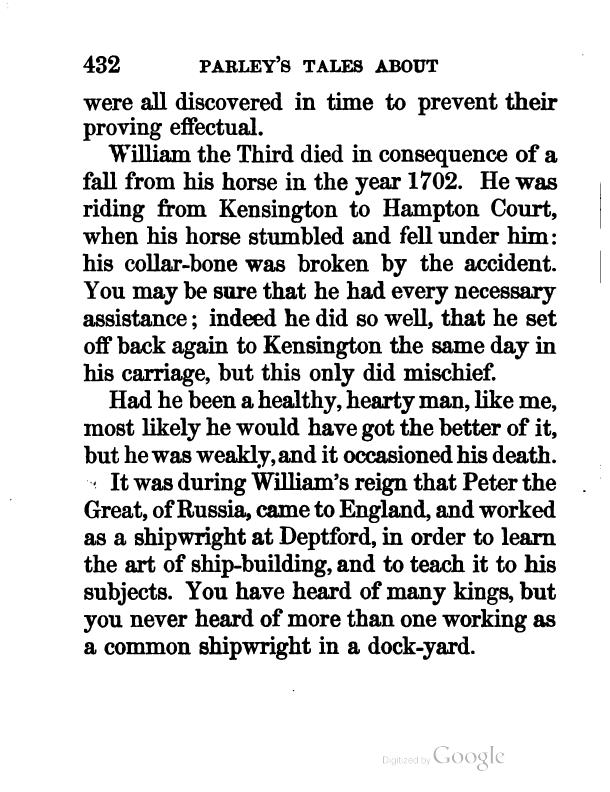 432 PARLEY'S TALES ABOUT
were all discovered in time to prevent their
proving effectual.
William the Third died in consequence of a
fall from his horse in the year 1702. He was
riding from Kensington to Hampton Court,
when his horse stumbled and fell under him:
his collar-bone was broken by the accident.
You may be sure that he had every necessary
assistance; indeed he did so well, that he set
off back again to Kensington the same day in
his carriage, but this only did mischief.
Had he been a healthy, hearty man, like me,
most likely he would have got the better of it,
but he was weakly, and it occasioned his death.
It was during William's reign that Peter the
Great, of Russia, came to England, and worked
as a shipwright at Deptford, in order to learn
the art of ship-building, and to teach it to his
subjects. You have heard of many kings, but
you never heard of more than one working as
a common shipwright in a dock-yard.
Digitized by Google